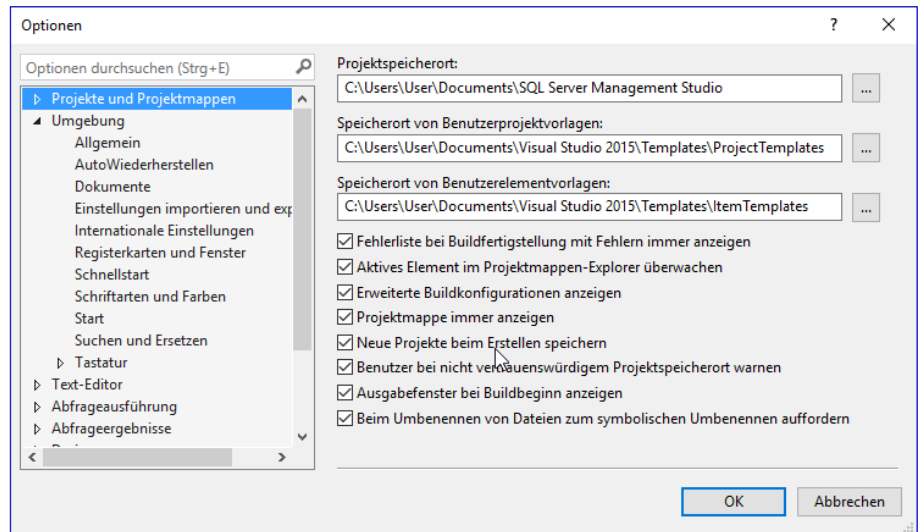 Optionen
?
Optionen durchsuchen (Strg+E)
Projekte und Projektmappen
Umgebung
Allgemein
AutoWiederherstellen
Dokumente
Einstellungen importieren und exp
Internationale Einstellungen
Registerkarten und Fenster
Schnellstart
Schriftarten und Farben
Start
Suchen und Ersetzen
Tastatur
Text-Editor
Abfrageausführung
Abfrageergebnisse
Projektspeicherort:
C:\Users\User\Documents\SQL Server Management Studio
...
Speicherort von Benutzerprojektvorlagen:
C:\Users\User\Documents\Visual Studio 2015\Templates\ProjectTemplates
...
Speicherort von Benutzerelementvorlagen:
C:\Users\User\Documents\Visual Studio 2015\Templates\ItemTemplates
...
Fehlerliste bei Buildfertigstellung mit Fehlern immer anzeigen
Aktives Element im Projektmappen-Explorer überwachen
Erweiterte Buildkonfigurationen anzeigen
Projektmappe immer anzeigen
Neue Projekte beim Erstellen speichern
Benutzer bei nicht vertrauenswürdigem Projektspeicherort warnen
Ausgabefenster bei Buildbeginn anzeigen
Beim Umbenennen von Dateien zum symbolischen Umbenennen auffordern
OK
Abbrechen